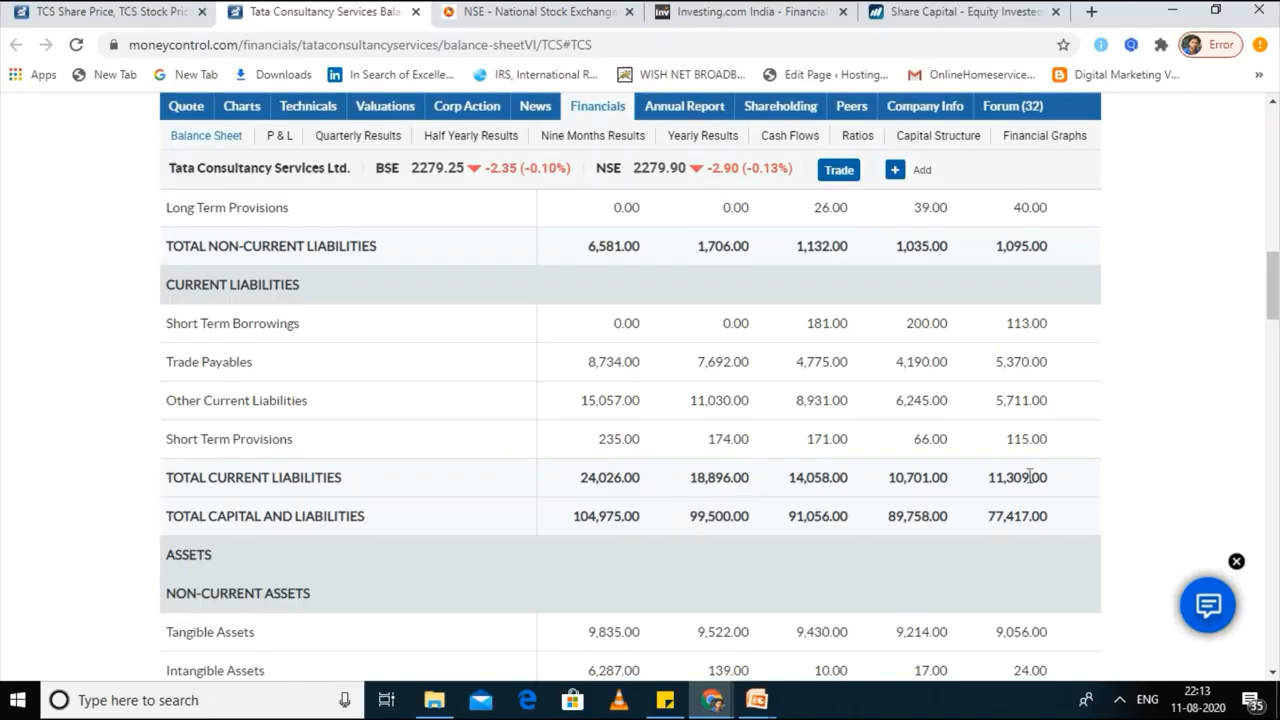 TCS Share Price, TCS Stock Pric × Tata Consultancy Services Bala × NSE - National Stock Exchang × Inv Investing.com India - Financial × Share Capital - Equity Invested × +
moneycontrol.com/financials/tataconsultancyservices/balance-sheetVI/TCS#TCS Error
Apps New Tab New Tab Downloads In Search of Excelle... IRS, International R... WISH NET BROADB... Edit Page ‹ Hosting... OnlineHomeservice... Digital Marketing V... »
Quote Charts Technicals Valuations Corp Action News Financials Annual Report Shareholding Peers Company Info Forum (32)
Balance Sheet P & L Quarterly Results Half Yearly Results Nine Months Results Yearly Results Cash Flows Ratios Capital Structure Financial Graphs
Tata Consultancy Services Ltd. BSE 2279.25 -2.35 (-0.10%) NSE 2279.90 -2.90 (-0.13%) Trade + Add
Long Term Provisions 0.00 0.00 26.00 39.00 40.00
TOTAL NON-CURRENT LIABILITIES 6,581.00 1,706.00 1,132.00 1,035.00 1,095.00
CURRENT LIABILITIES
Short Term Borrowings 0.00 0.00 181.00 200.00 113.00
Trade Payables 8,734.00 7,692.00 4,775.00 4,190.00 5,370.00
Other Current Liabilities 15,057.00 11,030.00 8,931.00 6,245.00 5,711.00
Short Term Provisions 235.00 174.00 171.00 66.00 115.00
TOTAL CURRENT LIABILITIES 24,026.00 18,896.00 14,058.00 10,701.00 11,309.00
TOTAL CAPITAL AND LIABILITIES 104,975.00 99,500.00 91,056.00 89,758.00 77,417.00
ASSETS
NON-CURRENT ASSETS
Tangible Assets 9,835.00 9,522.00 9,430.00 9,214.00 9,056.00
Intangible Assets 6,287.00 139.00 10.00 17.00 24.00
Type here to search ENG 22:13
11-08-2020 35